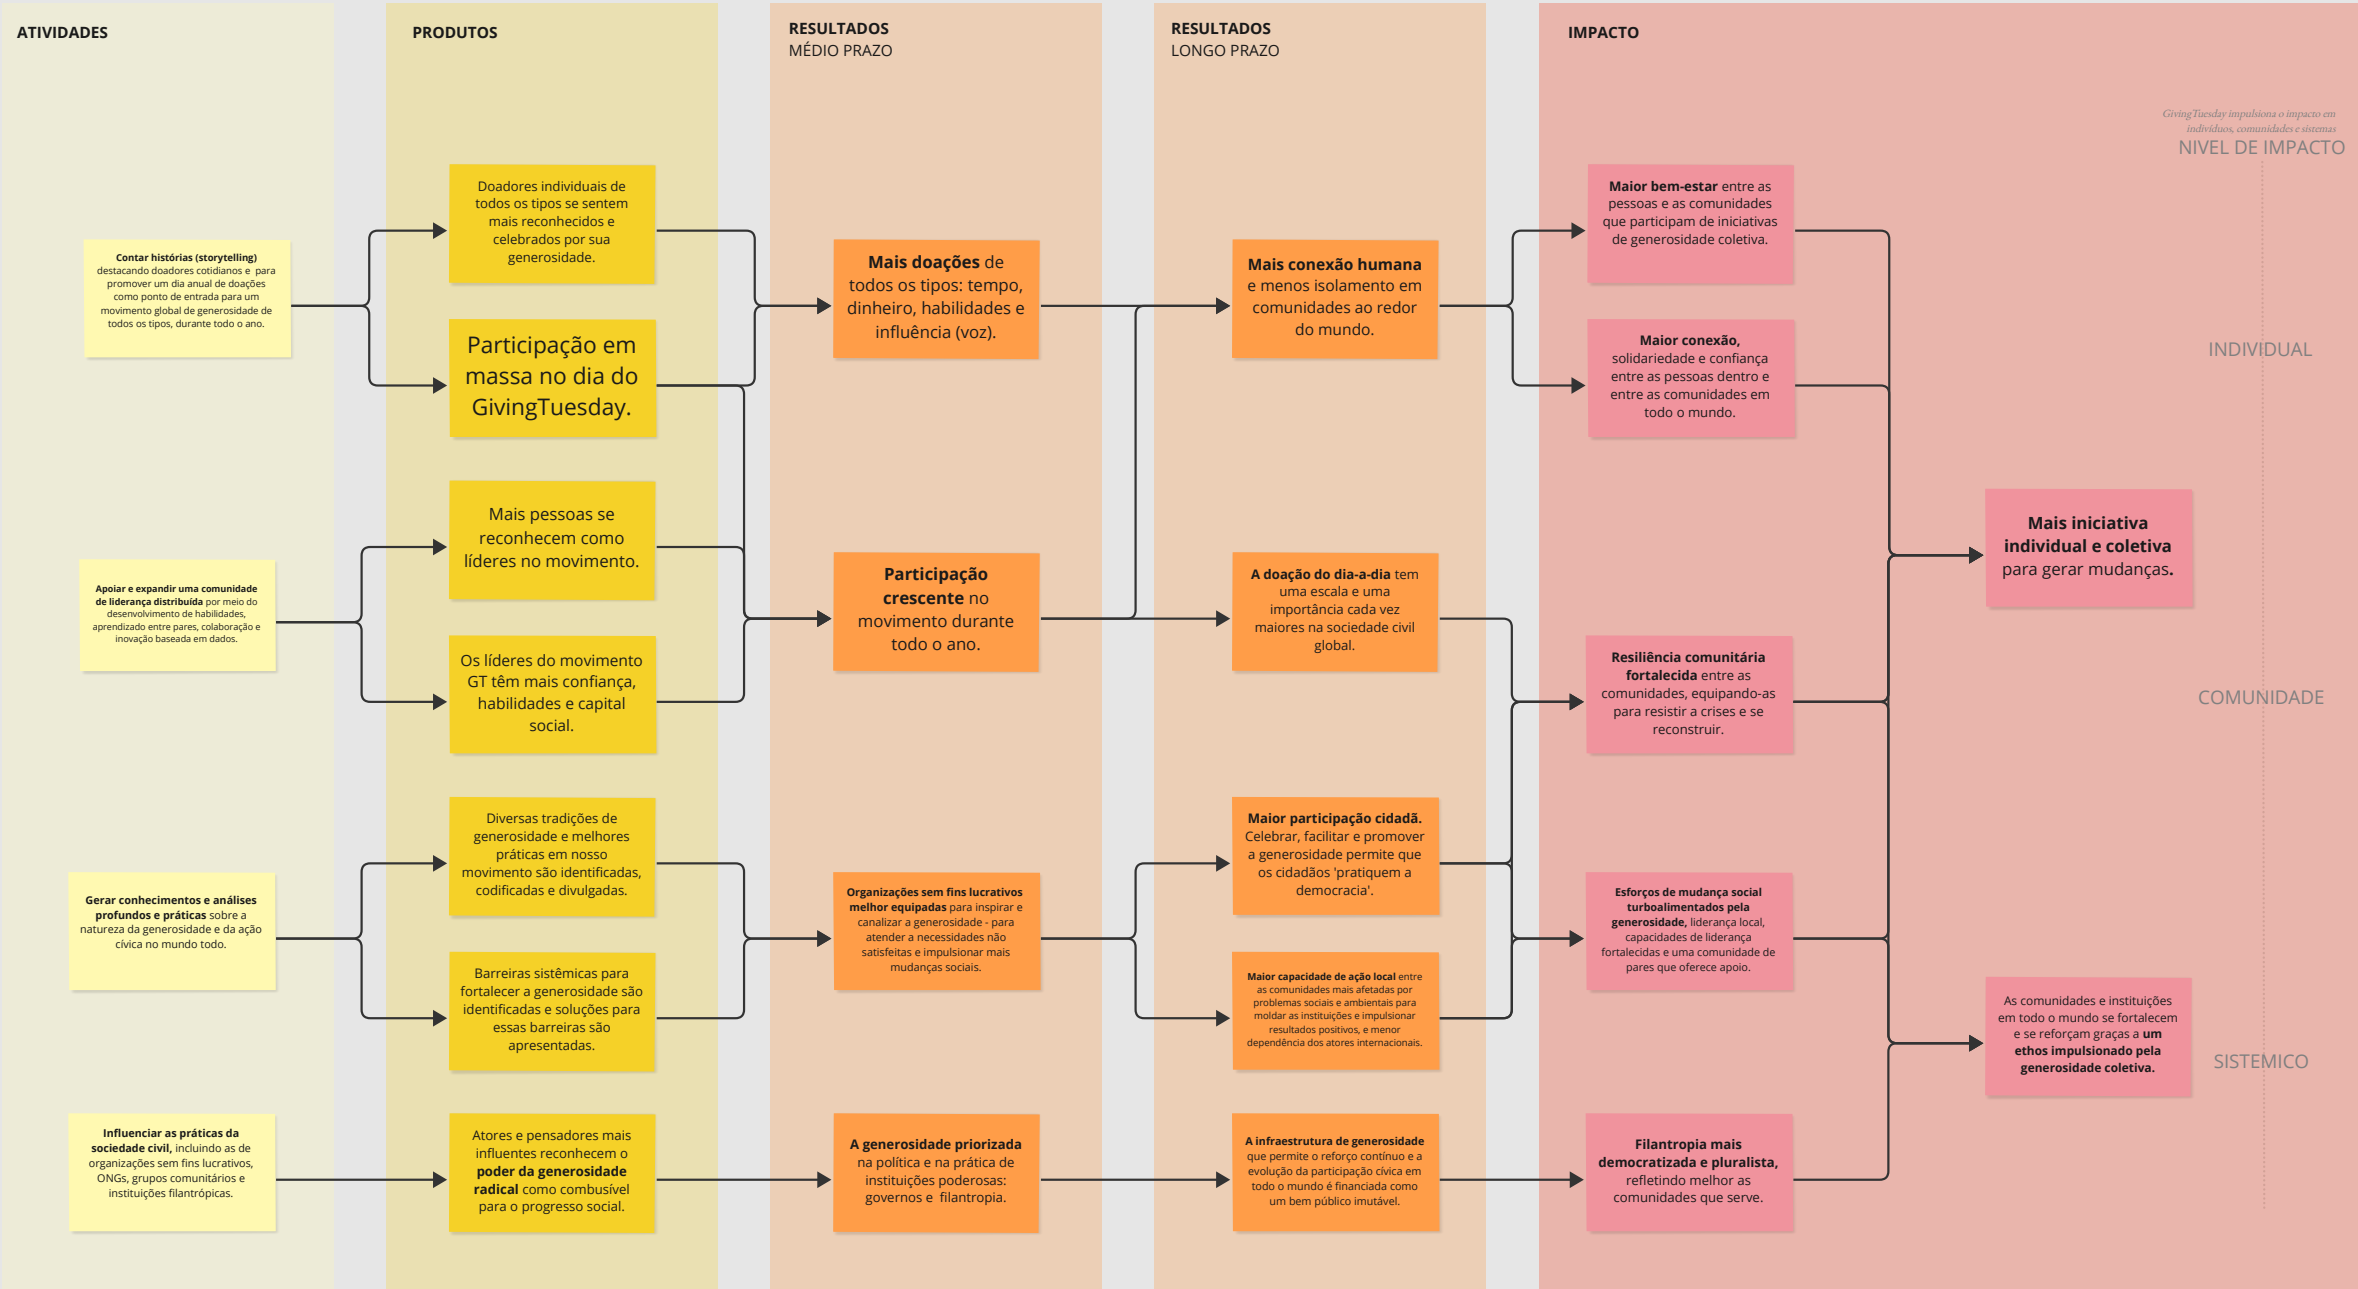 ATIVIDADES
Contar histórias (storytelling)
destacando doadores cotidianos e  para
promover um dia anual de doações
como ponto de entrada para um
movimento global de generosidade de
todos os tipos, durante todo o ano.
Apoiar e expandir uma comunidade
de liderança distribuída por meio do
desenvolvimento de habilidades,
aprendizado entre pares, colaboração e
inovação baseada em dados.
Gerar conhecimentos e análises
profundos e práticas sobre a
natureza da generosidade e da ação
cívica no mundo todo.
Influenciar as práticas da
sociedade civil, incluindo as de
organizações sem fins lucrativos,
ONGs, grupos comunitários e
instituições filantrópicas.
PRODUTOS
Doadores individuais de
todos os tipos se sentem
mais reconhecidos e
celebrados por sua
generosidade.
Participação em
massa no dia do
GivingTuesday.
Mais pessoas se
reconhecem como
líderes no movimento.
Os líderes do movimento
GT têm mais confiança,
habilidades e capital
social.
Diversas tradições de
generosidade e melhores
práticas em nosso
movimento são identificadas,
codificadas e divulgadas.
Barreiras sistêmicas para
fortalecer a generosidade são
identificadas e soluções para
essas barreiras são
apresentadas.
Atores e pensadores mais
influentes reconhecem o
poder da generosidade
radical como combusível
para o progresso social.
RESULTADOS
MÉDIO PRAZO
Mais doações de
todos os tipos: tempo,
dinheiro, habilidades e
influência (voz).
Participação
crescente no
movimento durante
todo o ano.
Organizações sem fins lucrativos
melhor equipadas para inspirar e
canalizar a generosidade - para
atender a necessidades não
satisfeitas e impulsionar mais
mudanças sociais.
A generosidade priorizada
na política e na prática de
instituições poderosas:
governos e  filantropia.
RESULTADOS
LONGO PRAZO
Mais conexão humana
e menos isolamento em
comunidades ao redor
do mundo.
A doação do dia-a-dia tem
uma escala e uma
importância cada vez
maiores na sociedade civil
global.
Maior participação cidadã.
Celebrar, facilitar e promover
a generosidade permite que
os cidadãos 'pratiquem a
democracia'.
Maior capacidade de ação local entre
as comunidades mais afetadas por
problemas sociais e ambientais para
moldar as instituições e impulsionar
resultados positivos, e menor
dependência dos atores internacionais.
A infraestrutura de generosidade
que permite o reforço contínuo e a
evolução da participação cívica em
todo o mundo é financiada como
um bem público imutável.
IMPACTO
Maior bem-estar entre as
pessoas e as comunidades
que participam de iniciativas
de generosidade coletiva.
Maior conexão,
solidariedade e confiança
entre as pessoas dentro e
entre as comunidades em
todo o mundo.
Resiliência comunitária
fortalecida entre as
comunidades, equipando-as
para resistir a crises e se
reconstruir.
Esforços de mudança social
turboalimentados pela
generosidade, liderança local,
capacidades de liderança
fortalecidas e uma comunidade de
pares que oferece apoio.
Filantropia mais
democratizada e pluralista,
refletindo melhor as
comunidades que serve.
Mais iniciativa
individual e coletiva
para gerar mudanças.
As comunidades e instituições
em todo o mundo se fortalecem
e se reforçam graças a um
ethos impulsionado pela
generosidade coletiva.
GivingTuesday impulsiona o impacto em
indivíduos, comunidades e sistemas
NIVEL DE IMPACTO
INDIVIDUAL
COMUNIDADE
SISTEMICO